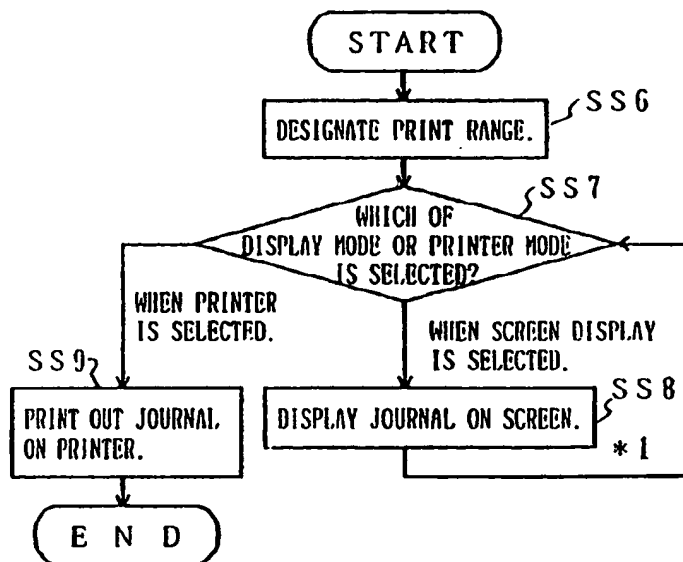 START
SS6
DESIGNATE PRINT RANGE.
SS7
WHICH OF
DISPLAY MODE OR PRINTER MODE
IS SELECTED?
WHEN PRINTER
IS SELECTED.
WHEN SCREEN DISPLAY
IS SELECTED.
SS9
SS8
PRINT OUT JOURNAL
ON PRINTER.
DISPLAY JOURNAL ON SCREEN.
*1
END